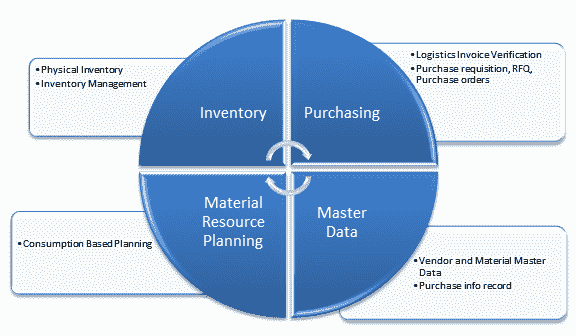 • Physical Inventory
• Inventory Management
Inventory
Purchasing
• Logistics Invoice Verification
• Purchase requisition, RFQ,
Purchase orders
Material
Resource
Planning
• Consumption Based Planning
Master
Data
• Vendor and Material Master
Data
• Purchase info record